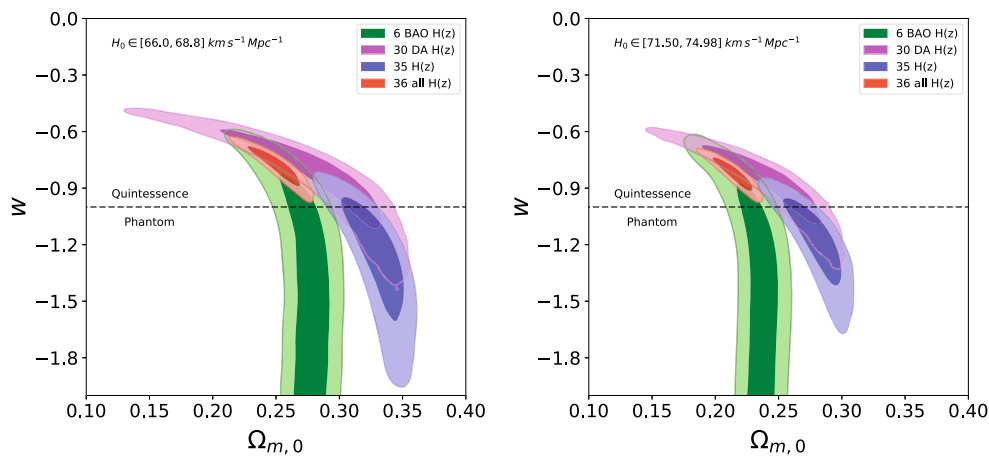 H₀ ∈ [66.0, 68.8] km s⁻¹ Mpc⁻¹
6 BAO H(z)
30 DA H(z)
35 H(z)
36 all H(z)
0.0
−0.3
−0.6
−0.9
−1.2
−1.5
−1.8
w
Quintessence
Phantom
0.10 0.15 0.20 0.25 0.30 0.35 0.40
Ωm, 0
H₀ ∈ [71.50, 74.98] km s⁻¹ Mpc⁻¹
6 BAO H(z)
30 DA H(z)
35 H(z)
36 all H(z)
0.0
−0.3
−0.6
−0.9
−1.2
−1.5
−1.8
w
Quintessence
Phantom
0.10 0.15 0.20 0.25 0.30 0.35 0.40
Ωm, 0